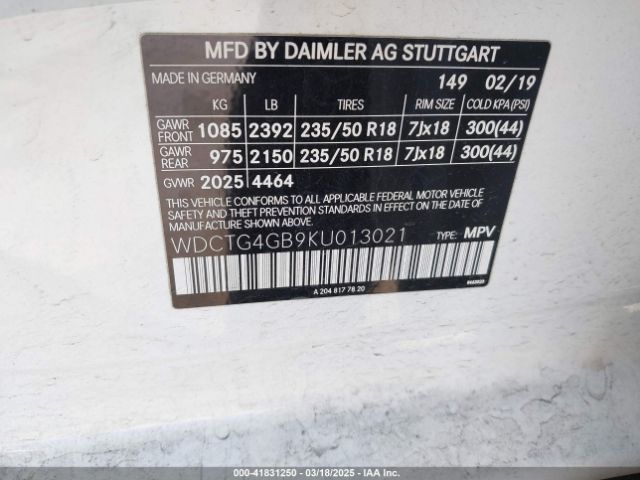 MFD BY DAIMLER AG STUTTGART
MADE IN GERMANY 149 02/19
KG LB TIRES RIM SIZE COLD KPA (PSI)
GAWR FRONT 1085 2392 235/50 R18 7Jx18 300(44)
GAWR REAR 975 2150 235/50 R18 7Jx18 300(44)
GVWR 2025 4464
THIS VEHICLE CONFORMS TO ALL APPLICABLE FEDERAL MOTOR VEHICLE
SAFETY AND THEFT PREVENTION STANDARDS IN EFFECT ON THE DATE OF
MANUFACTURE SHOWN ABOVE.
WDCTG4GB9KU013021 TYPE: MPV
A 204 817 78 20
000-41831250 - 03/18/2025 - IAA, Inc.